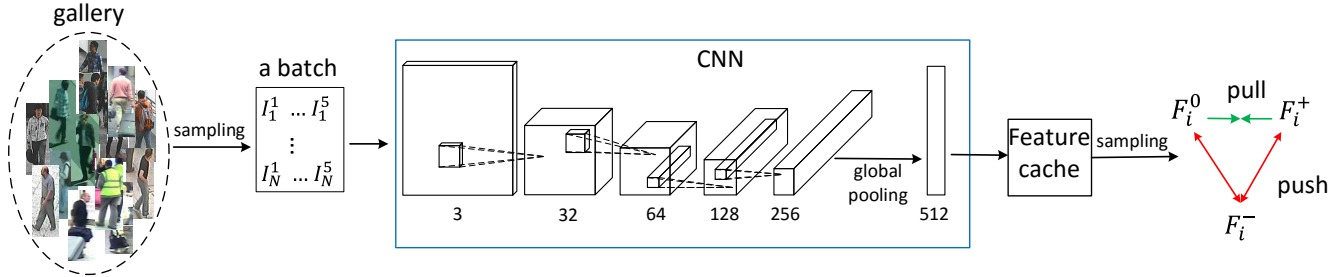 gallery
sampling
a batch
I_1^1 … I_1^5
⋮
I_N^1 … I_N^5
CNN
3
32
64
128
256
global
pooling
512
Feature
cache
sampling
F_i^0
pull
F_i^+
push
F_i^-